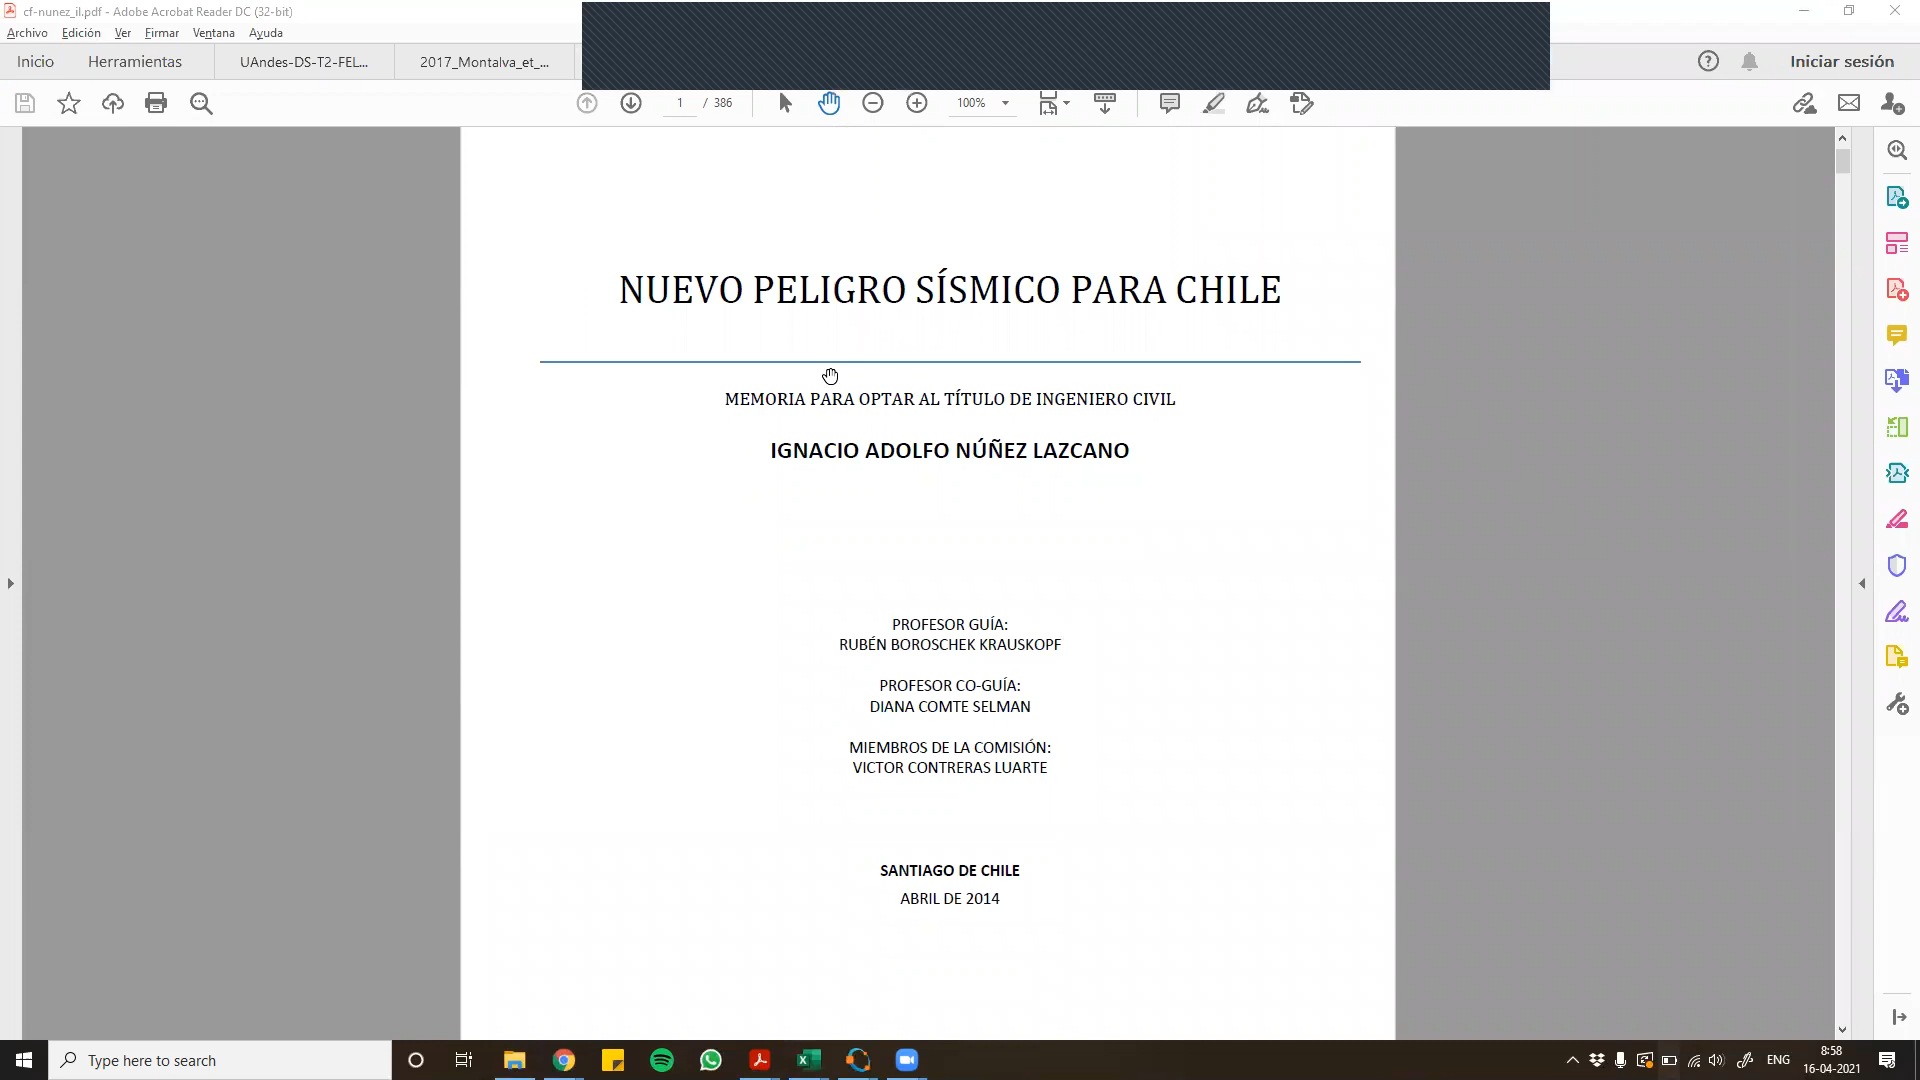 cf-nunez_il.pdf - Adobe Acrobat Reader DC (32-bit)
Archivo Edición Ver Firmar Ventana Ayuda
Inicio Herramientas UAndes-DS-T2-FEL... 2017_Montalva_et_... Iniciar sesión
1 / 386 100%
NUEVO PELIGRO SÍSMICO PARA CHILE
MEMORIA PARA OPTAR AL TÍTULO DE INGENIERO CIVIL
IGNACIO ADOLFO NÚÑEZ LAZCANO
PROFESOR GUÍA:
RUBÉN BOROSCHEK KRAUSKOPF
PROFESOR CO-GUÍA:
DIANA COMTE SELMAN
MIEMBROS DE LA COMISIÓN:
VICTOR CONTRERAS LUARTE
SANTIAGO DE CHILE
ABRIL DE 2014
Type here to search
ENG
8:58
16-04-2021